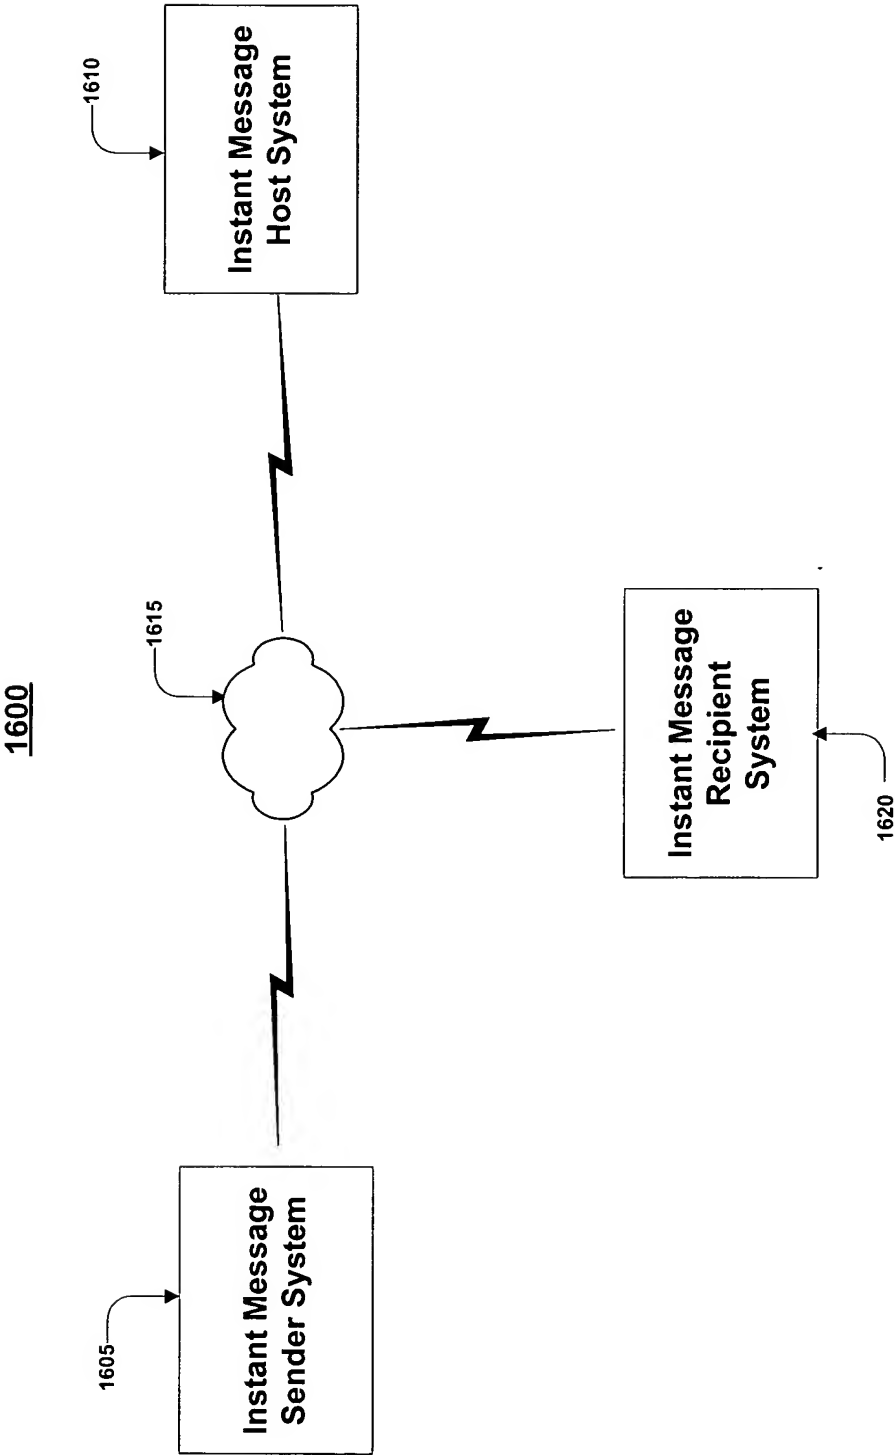 1600
1605
Instant Message
Sender System
1615
1610
Instant Message
Host System
Instant Message
Recipient
System
1620